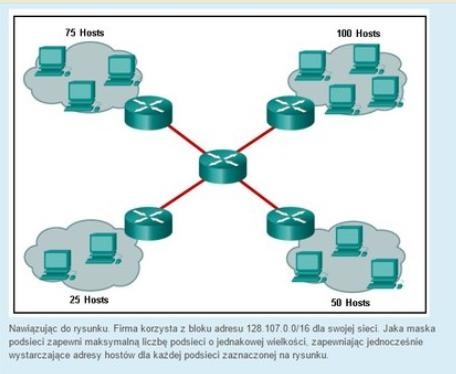 75 Hosts
100 Hosts
25 Hosts
50 Hosts
Nawiązując do rysunku. Firma korzysta z bloku adresu 128.107.0.0/16 dla swojej sieci. Jaka maska
podsieci zapewni maksymalną liczbę podsieci o jednakowej wielkości, zapewniając jednocześnie
wystarczające adresy hostów dla każdej podsieci zaznaczonej na rysunku.